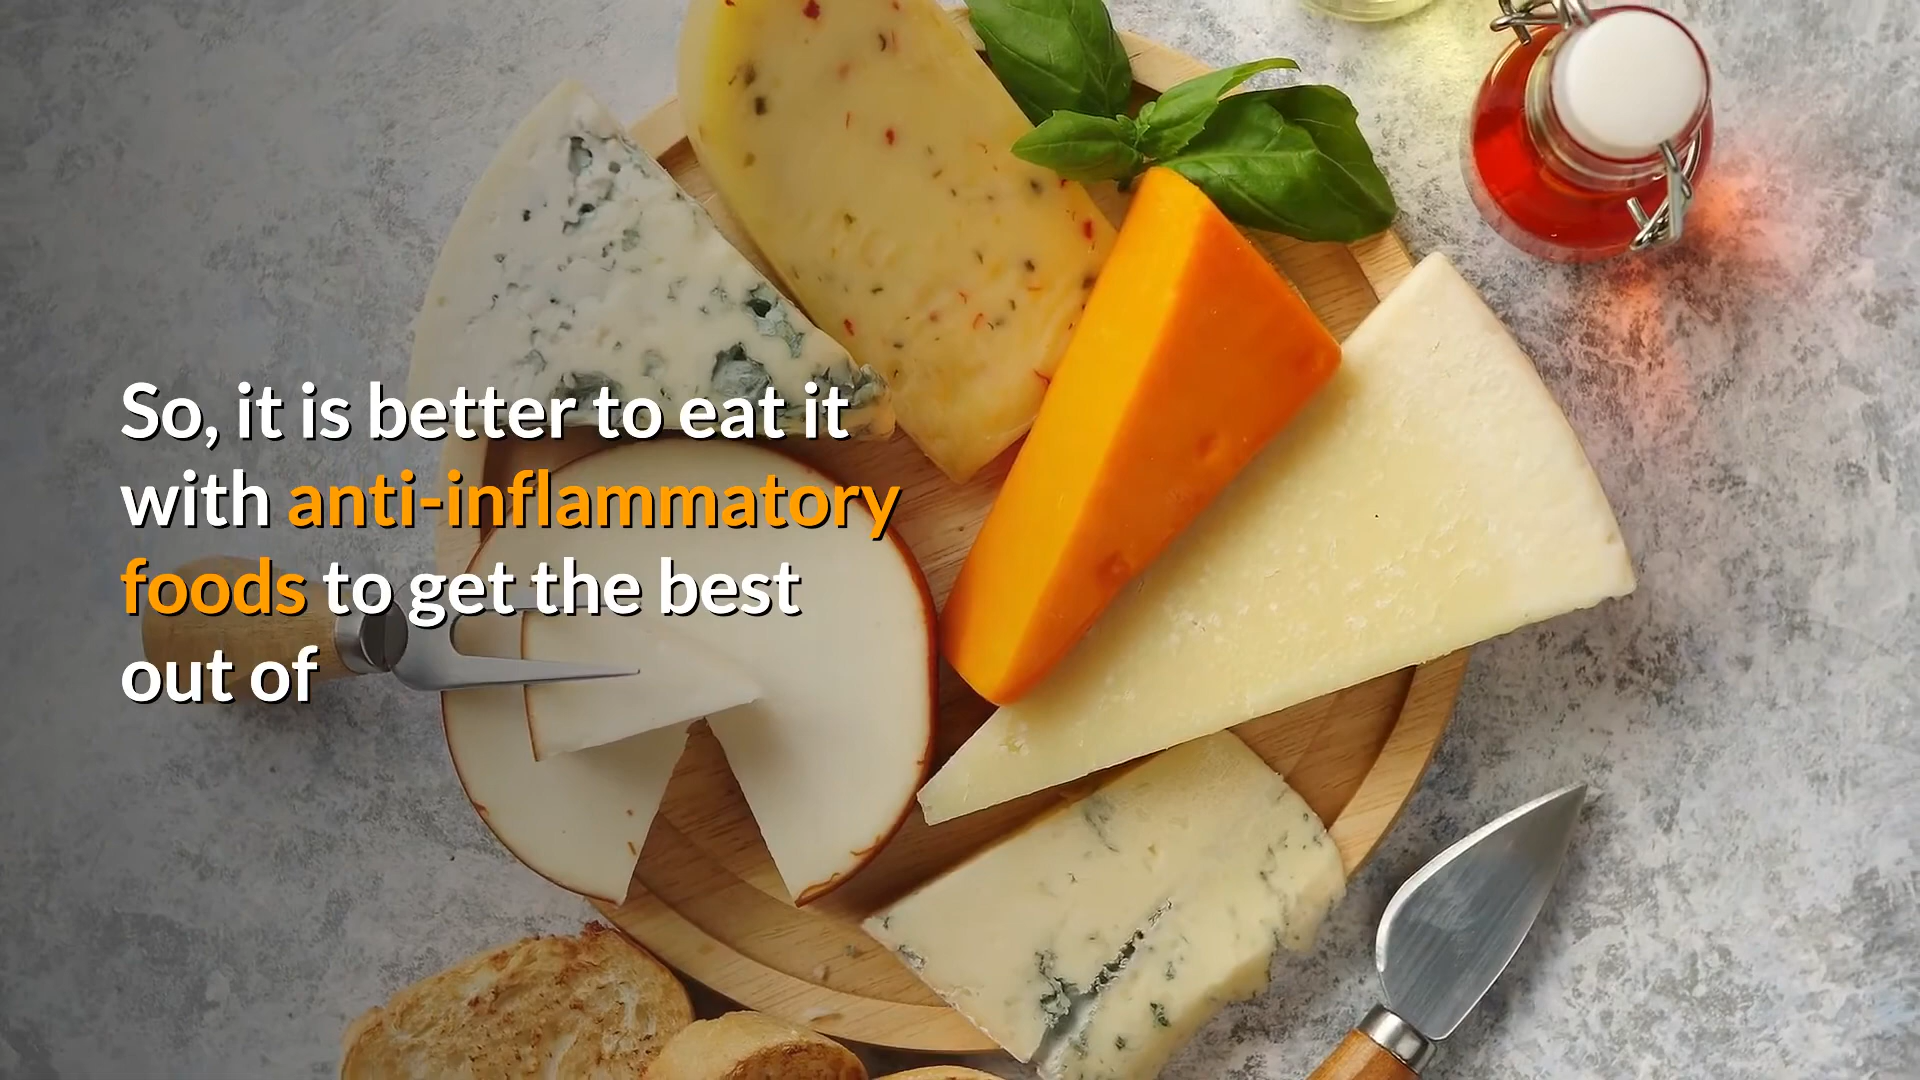 So, it is better to eat it
with anti-inflammatory
foods to get the best
out of